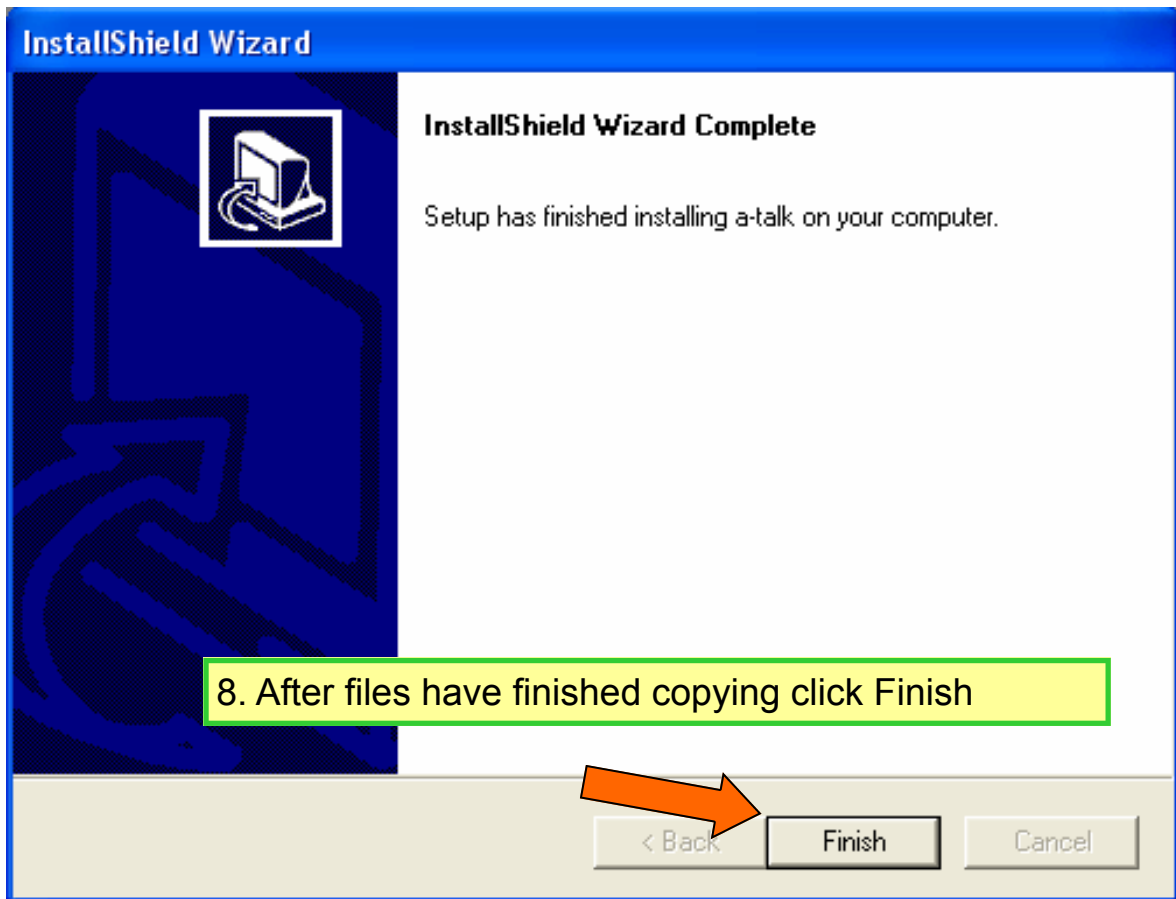 InstallShield Wizard
InstallShield Wizard Complete
Setup has finished installing a-talk on your computer.
8. After files have finished copying click Finish
< Back Finish Cancel